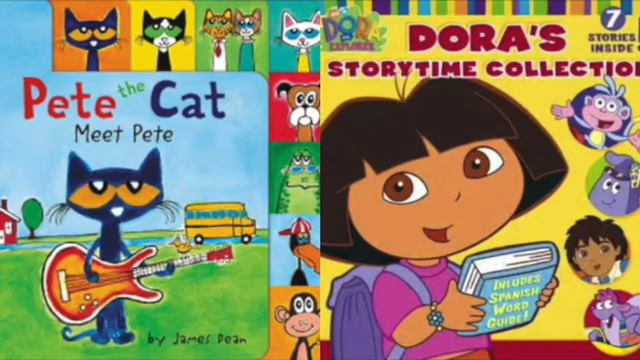 Pete the Cat
Meet Pete
by James Dean
DORA the
EXPLORER
DORA'S
STORYTIME COLLECTION
7
STORIES
INSIDE
INLUDES
SPANISH
WORD
GUIDE!